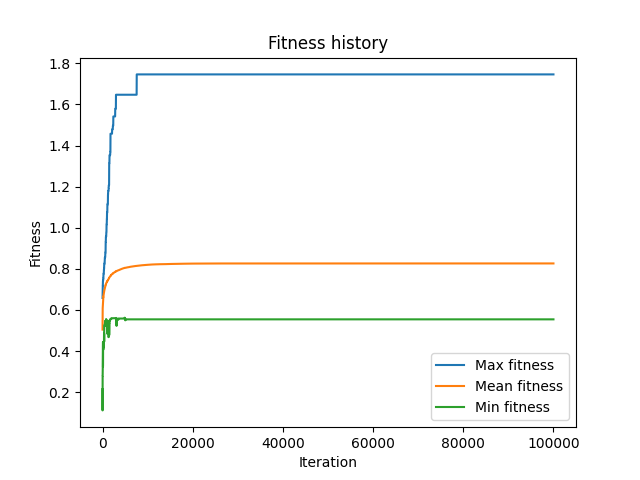 Fitness history
Fitness
1.8
1.6
1.4
1.2
1.0
0.8
0.6
0.4
0.2
0
20000
40000
60000
80000
100000
Iteration
Max fitness
Mean fitness
Min fitness